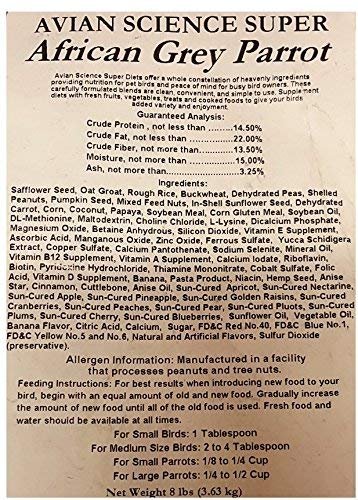 AVIAN SCIENCE SUPER
African Grey Parrot
Avian Science Super Diets offer a whole constellation of heavenly ingredients
providing nutrition for pet birds and peace of mind for busy bird owners. These
carefully formulated blends are clean, convenient, and simple to use. Supplement
diets with fresh fruits, vegetables, treats and cooked foods to give your birds
added variety and enjoyment.
Guaranteed Analysis:
Crude Protein , not less than ........ 14.50%
Crude Fat, not less than ............. 22.00%
Crude Fiber, not more than............ 13.50%
Moisture, not more than .............. 15.00%
Ash, not more than.................... 3.25%
Ingredients:
Safflower Seed, Oat Groat, Rough Rice, Buckwheat, Dehydrated Peas, Shelled
Peanuts, Pumpkin Seed, Mixed Feed Nuts, In-Shell Sunflower Seed, Dehydrated
Carrot, Corn, Coconut, Papaya, Soybean Meal, Corn Gluten Meal, Soybean Oil,
DL-Methionine, Maltodextrin, Choline Chloride, L-Lysine, Dicalcium Phosphate,
Magnesium Oxide, Betaine Anhydrous, Silicon Dioxide, Vitamin E Supplement,
Ascorbic Acid, Manganous Oxide, Zinc Oxide, Ferrous Sulfate, Yucca Schidigera
Extract, Copper Sulfate, Calcium Pantothenate, Sodium Selenite, Mineral Oil,
Vitamin B12 Supplement, Vitamin A Supplement, Calcium Iodate, Riboflavin,
Biotin, Pyridoxine Hydrochloride, Thiamine Mononitrate, Cobalt Sulfate, Folic
Acid, Vitamin D Supplement, Banana, Pasta Product, Niacin, Hemp Seed, Anise
Star, Cinnamon, Cuttlebone, Anise Oil, Sun-Cured Apricot, Sun-Cured Nectarine,
Sun-Cured Apple, Sun-Cured Pineapple, Sun-Cured Golden Raisins, Sun-Cured
Cranberries, Sun-Cured Peaches, Sun-Cured Pear, Sun-Cured Pluots, Sun-Cured
Plums, Sun-Cured Cherry, Sun-Cured Blueberries, Sunflower Oil, Vegetable Oil,
Banana Flavor, Citric Acid, Calcium, Sugar, FD&C Red No.40, FD&C Blue No.1,
FD&C Yellow No.5 and No.6, Natural and Artificial Flavors, Sulfur Dioxide
(preservative).
Allergen Information: Manufactured in a facility
that processes peanuts and tree nuts.
Feeding Instructions: For best results when introducing new food to your
bird, begin with an equal amount of old and new food. Gradually increase
the amount of new food until all of the old food is used. Fresh food and
water should be available at all times.
For Small Birds: 1 Tablespoon
For Medium Size Birds: 2 to 4 Tablespoon
For Small Parrots: 1/8 to 1/4 Cup
For Large Parrots: 1/4 to 1/2 Cup
Net Weight 8 lbs (3.63 kg)